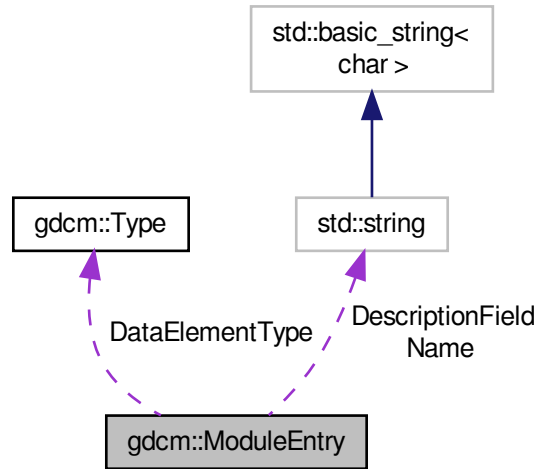 std::basic_string<
char >
gdcm::Type
std::string
DataElementType
DescriptionField
Name
gdcm::ModuleEntry